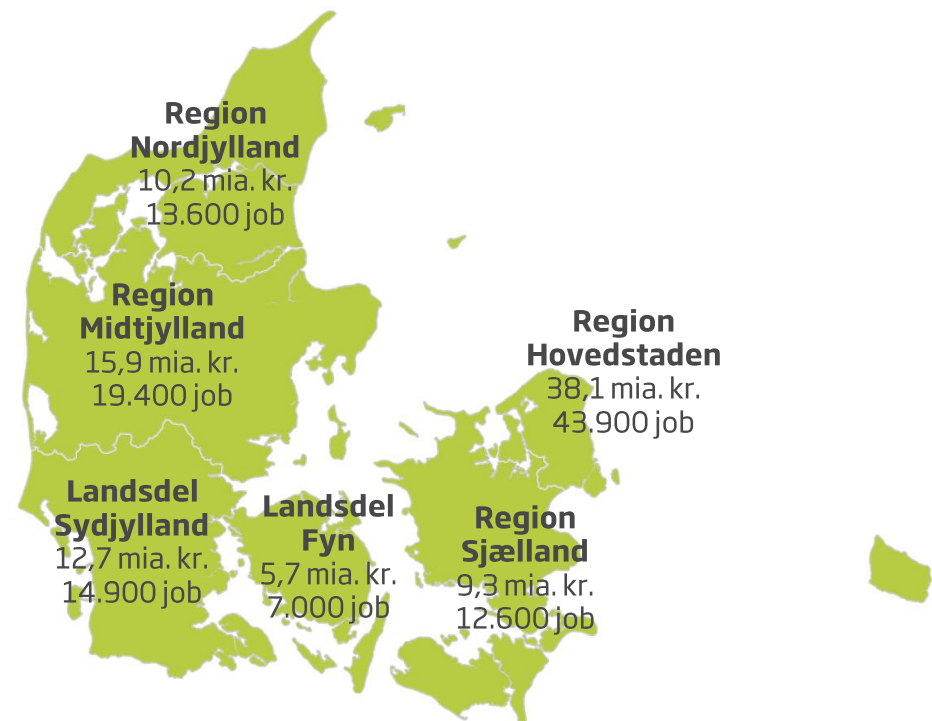 Region
Nordjylland
10,2 mia. kr.
13.600 job
Region
Midtjylland
15,9 mia. kr.
19.400 job
Region
Hovedstaden
38,1 mia. kr.
43.900 job
Landsdel
Sydjylland
12,7 mia. kr.
14.900 job
Landsdel
Fyn
5,7 mia. kr.
7.000 job
Region
Sjælland
9,3 mia. kr.
12.600 job